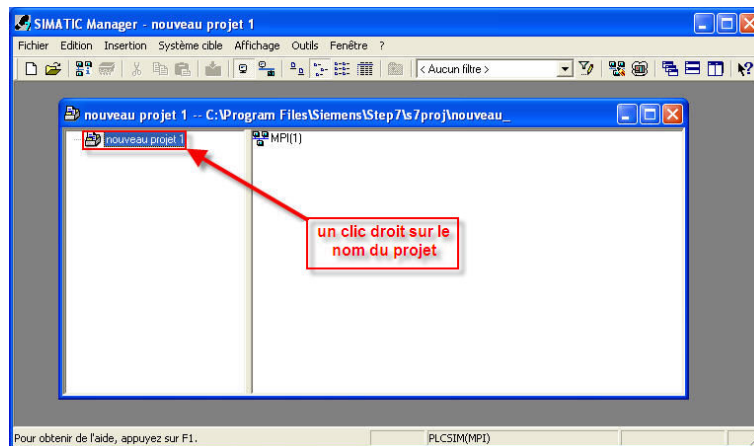 SIMATIC Manager - nouveau projet 1
Fichier Edition Insertion Système cible Affichage Outils Fenêtre ?
< Aucun filtre >
nouveau projet 1 -- C:\Program Files\Siemens\Step7\s7proj\nouveau_
nouveau projet 1
MPI(1)
un clic droit sur le
nom du projet
Pour obtenir de l'aide, appuyez sur F1.
PLCSIM(MPI)